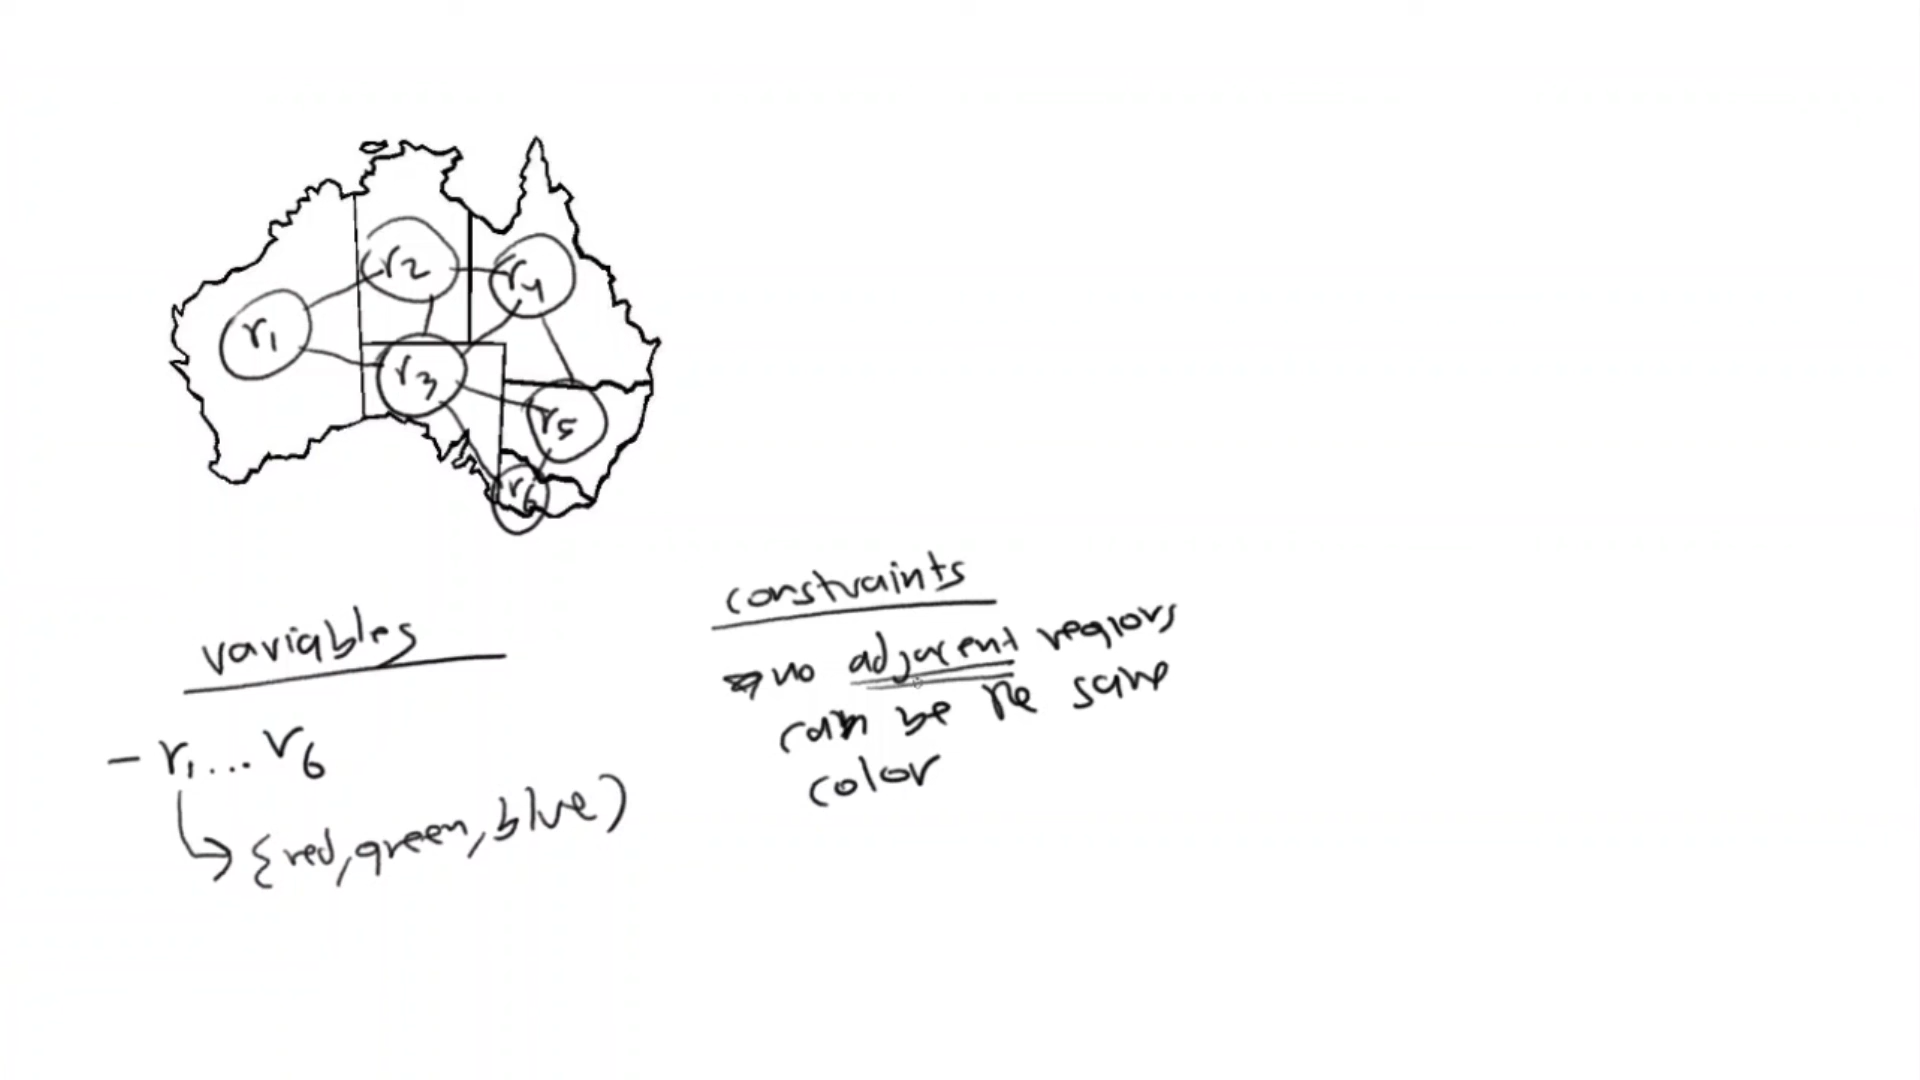 r2
r4
r1
r3
r5
r6
constraints
variables
no adjacent regions
can be the same
color
- r1 ... r6
{red, green, blue}